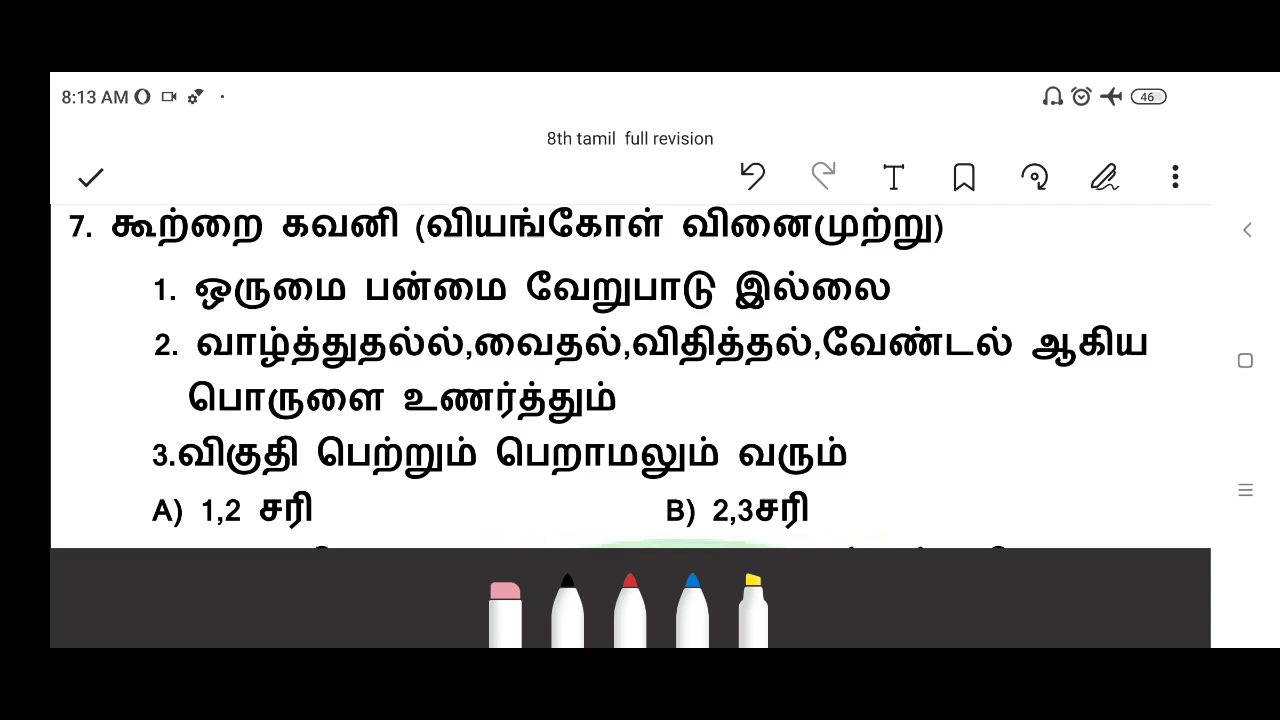 8:13 AM
46
8th tamil full revision
7. கூற்றை கவனி (வியங்கோள் வினைமுற்று)
1. ஒருமை பன்மை வேறுபாடு இல்லை
2. வாழ்த்துதல்ல்,வைதல்,விதித்தல்,வேண்டல் ஆகிய
பொருளை உணர்த்தும்
3.விகுதி பெற்றும் பெறாமலும் வரும்
A) 1,2 சரி B) 2,3சரி